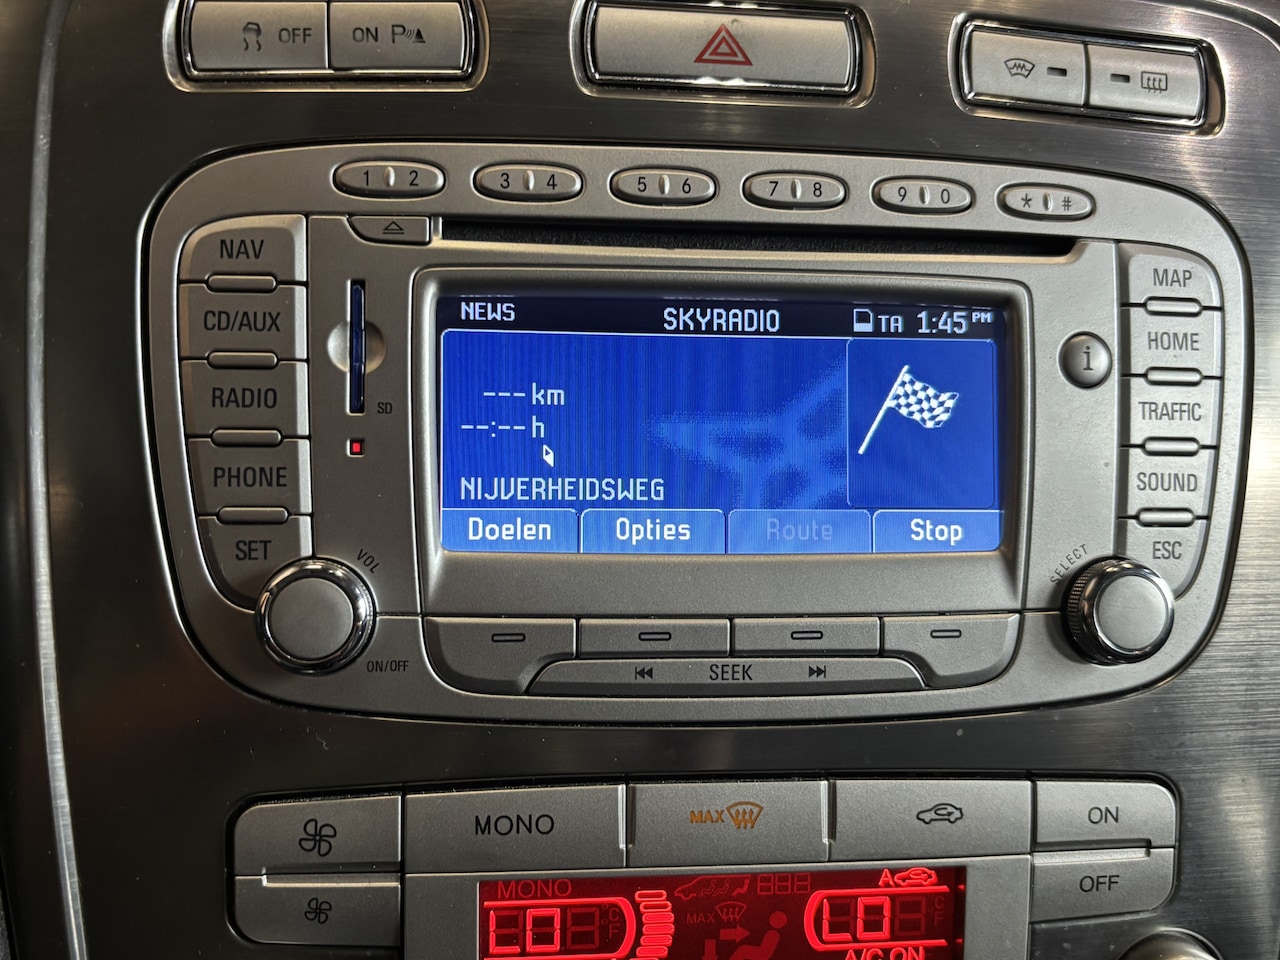 OFF ON P
1 2 3 4 5 6 7 8 9 0 * #
NAV
CD/AUX
RADIO
PHONE
SET
SD
VOL
ON/OFF
NEWS SKYRADIO TA 1:45 PM
--- km
--:-- h
NIJVERHEIDSWEG
Doelen Opties Route Stop
i
MAP
HOME
TRAFFIC
SOUND
ESC
SELECT
SEEK
MONO MAX ON
OFF
MONO A
LO °C °F MAX LO °C °F
A/C ON